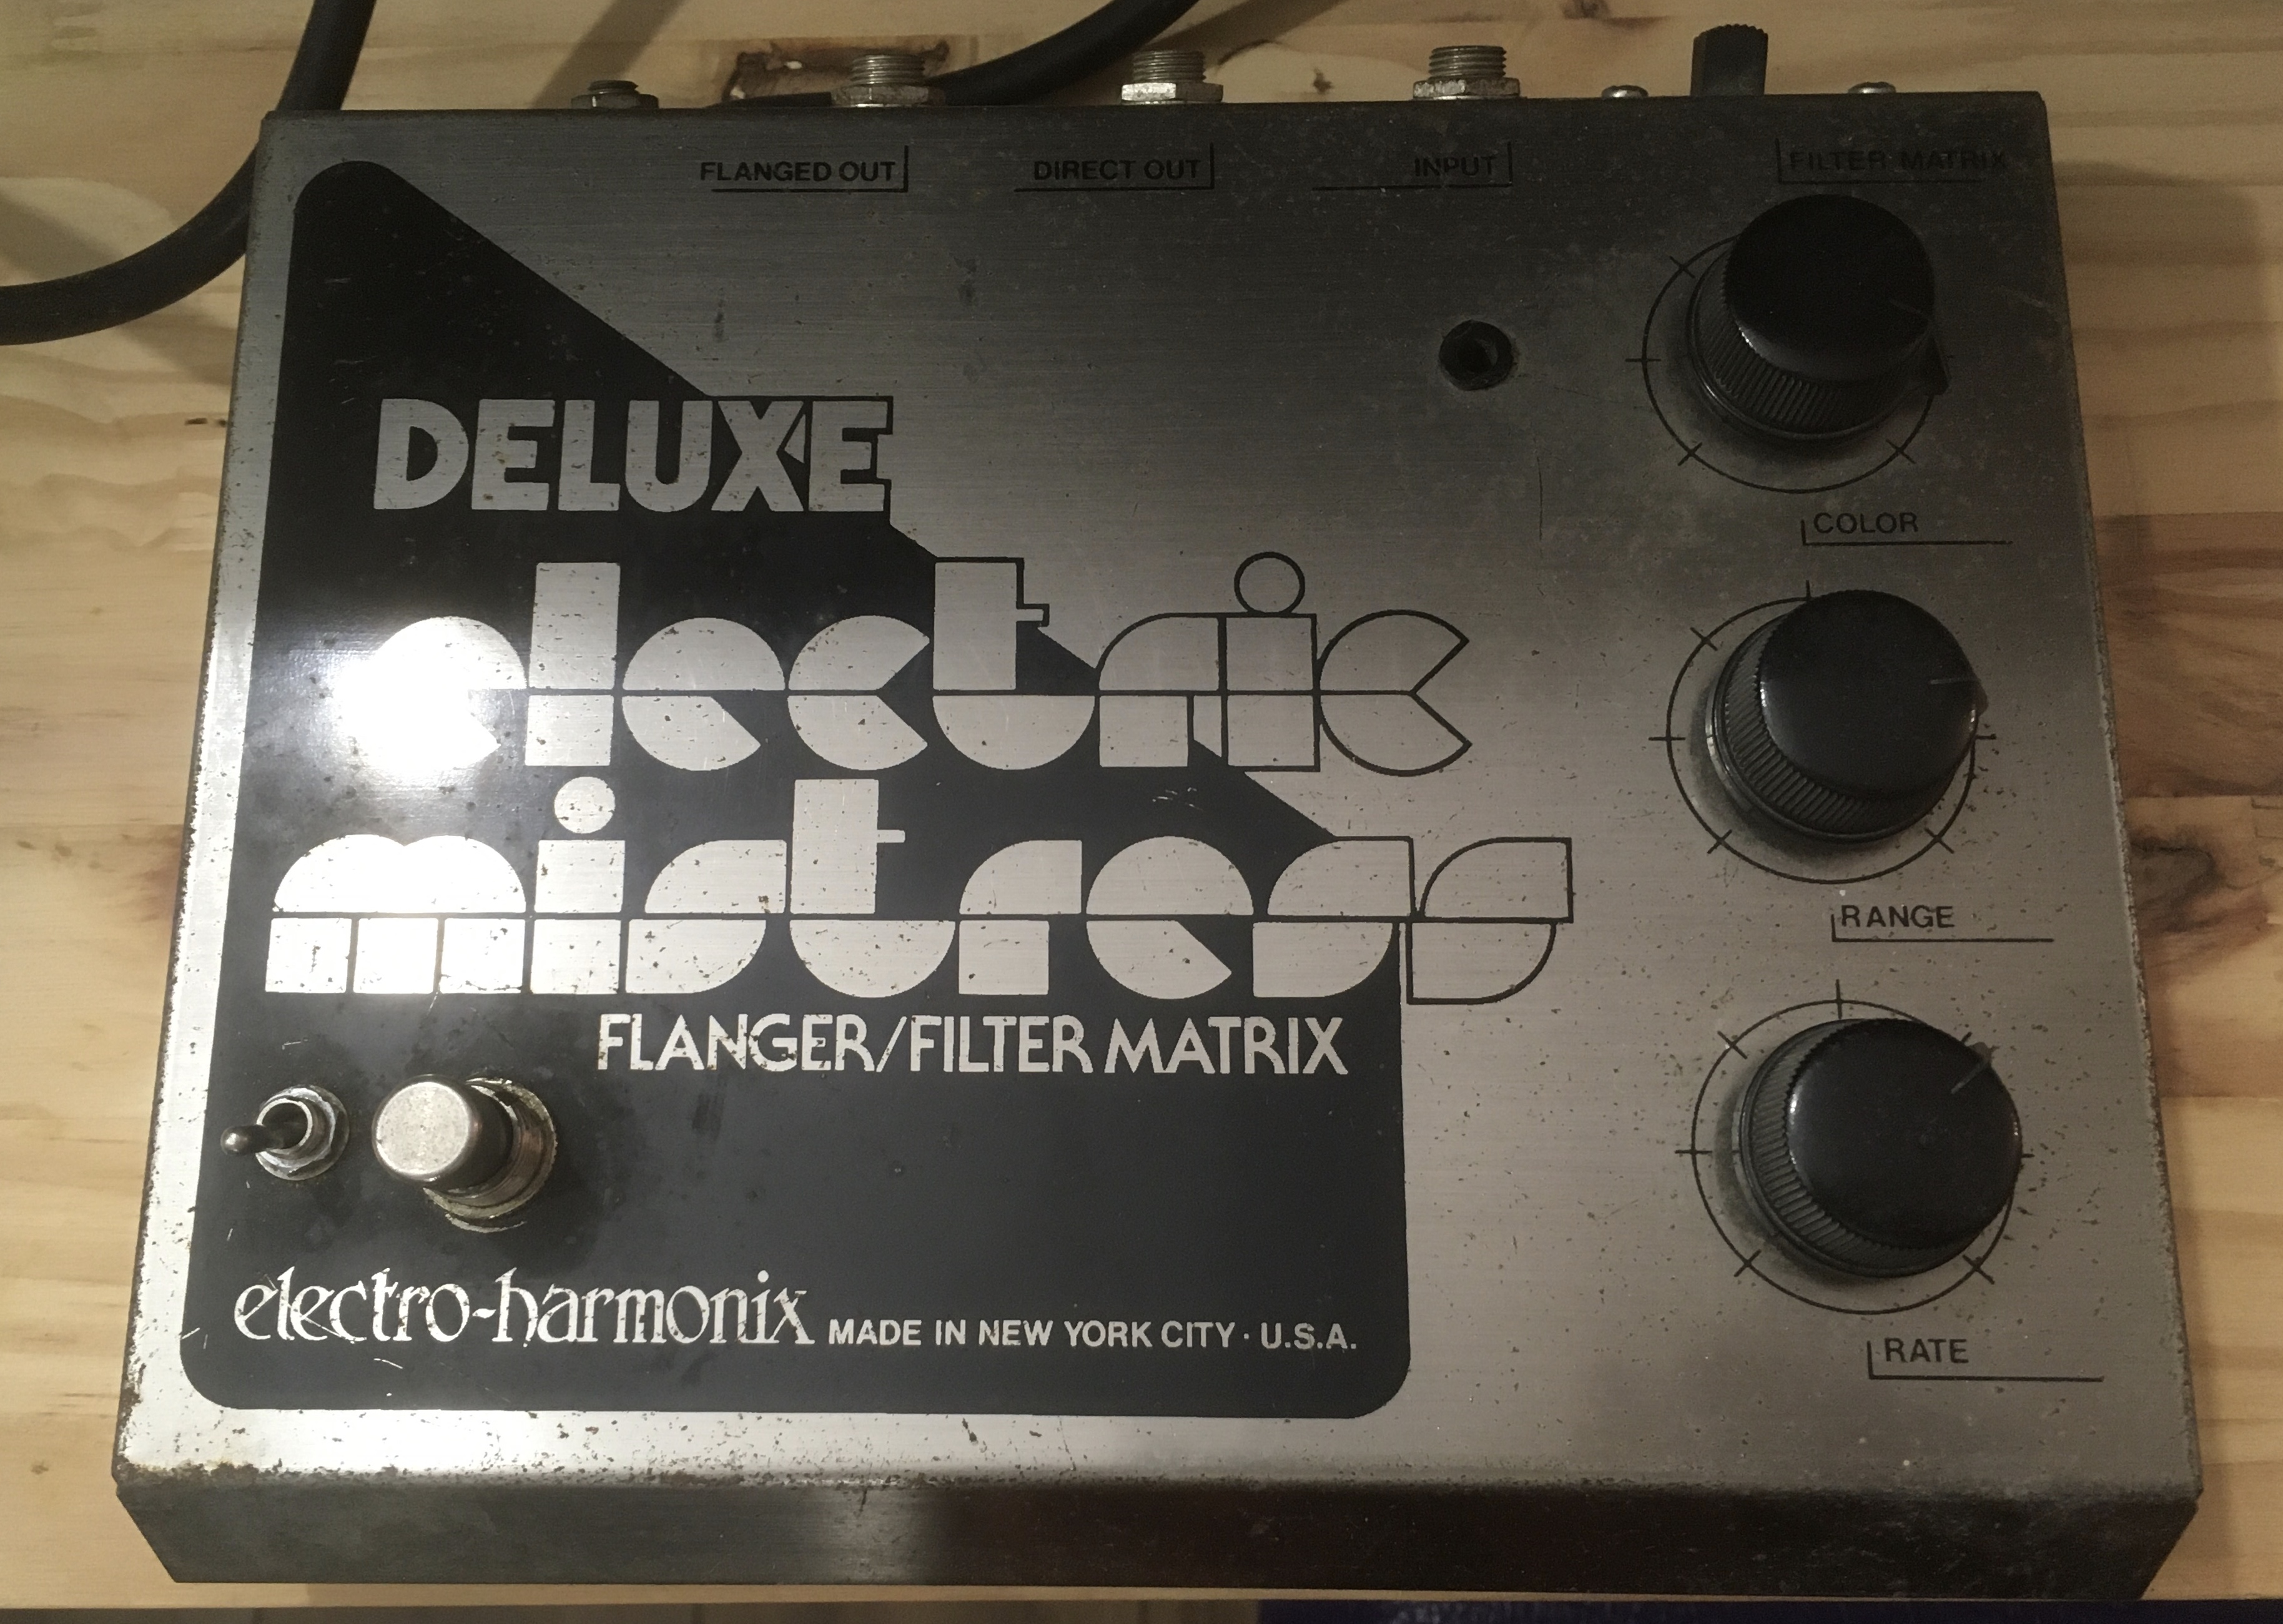 FLANGED OUT
DIRECT OUT
INPUT
FILTER MATRIX
COLOR
RANGE
RATE
DELUXE
electric
mistress
FLANGER/FILTER MATRIX
electro-harmonix MADE IN NEW YORK CITY · U.S.A.